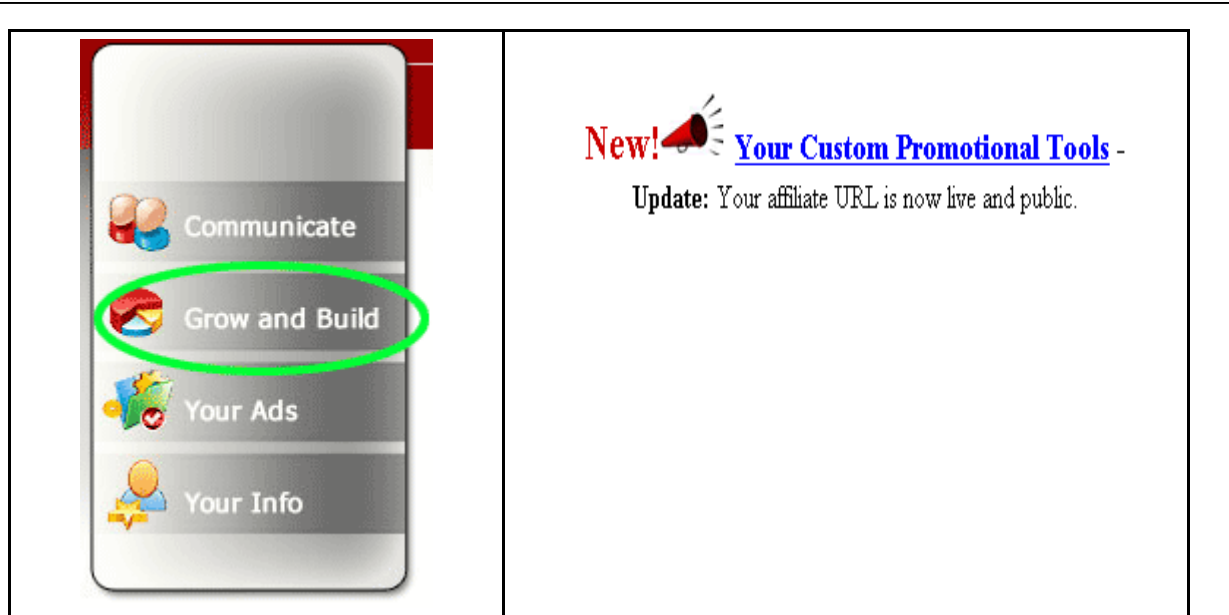 Communicate
Grow and Build
Your Ads
Your Info
New! Your Custom Promotional Tools -
Update: Your affiliate URL is now live and public.